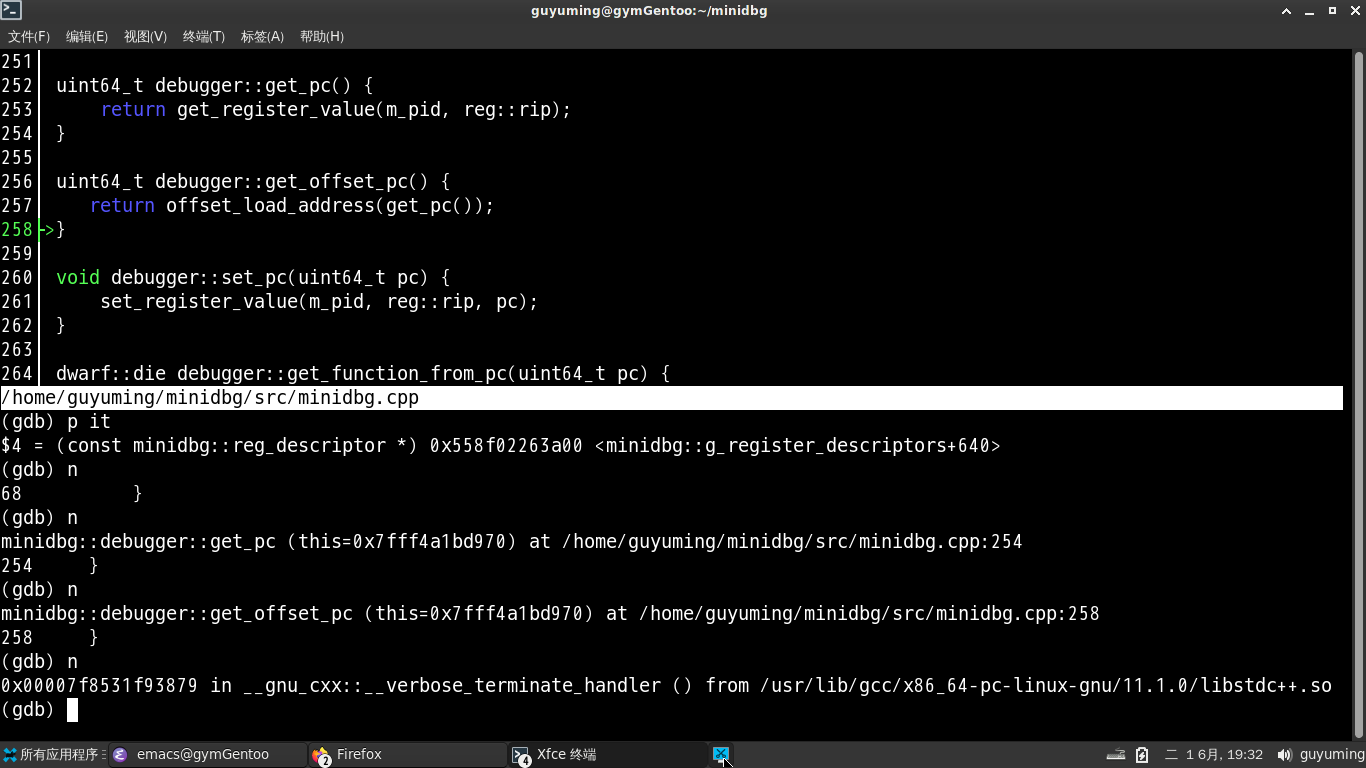 guyuming@gymGentoo:~/minidbg
文件(F) 编辑(E) 视图(V) 终端(T) 标签(A) 帮助(H)
251
252 uint64_t debugger::get_pc() {
253     return get_register_value(m_pid, reg::rip);
254 }
255
256 uint64_t debugger::get_offset_pc() {
257    return offset_load_address(get_pc());
258 ->}
259
260 void debugger::set_pc(uint64_t pc) {
261     set_register_value(m_pid, reg::rip, pc);
262 }
263
264 dwarf::die debugger::get_function_from_pc(uint64_t pc) {
/home/guyuming/minidbg/src/minidbg.cpp
(gdb) p it
$4 = (const minidbg::reg_descriptor *) 0x558f02263a00 <minidbg::g_register_descriptors+640>
(gdb) n
68          }
(gdb) n
minidbg::debugger::get_pc (this=0x7fff4a1bd970) at /home/guyuming/minidbg/src/minidbg.cpp:254
254     }
(gdb) n
minidbg::debugger::get_offset_pc (this=0x7fff4a1bd970) at /home/guyuming/minidbg/src/minidbg.cpp:258
258     }
(gdb) n
0x00007f8531f93879 in __gnu_cxx::__verbose_terminate_handler () from /usr/lib/gcc/x86_64-pc-linux-gnu/11.1.0/libstdc++.so
(gdb)
所有应用程序 emacs@gymGentoo 2 Firefox 4 Xfce 终端 二 1 6月, 19:32 guyuming